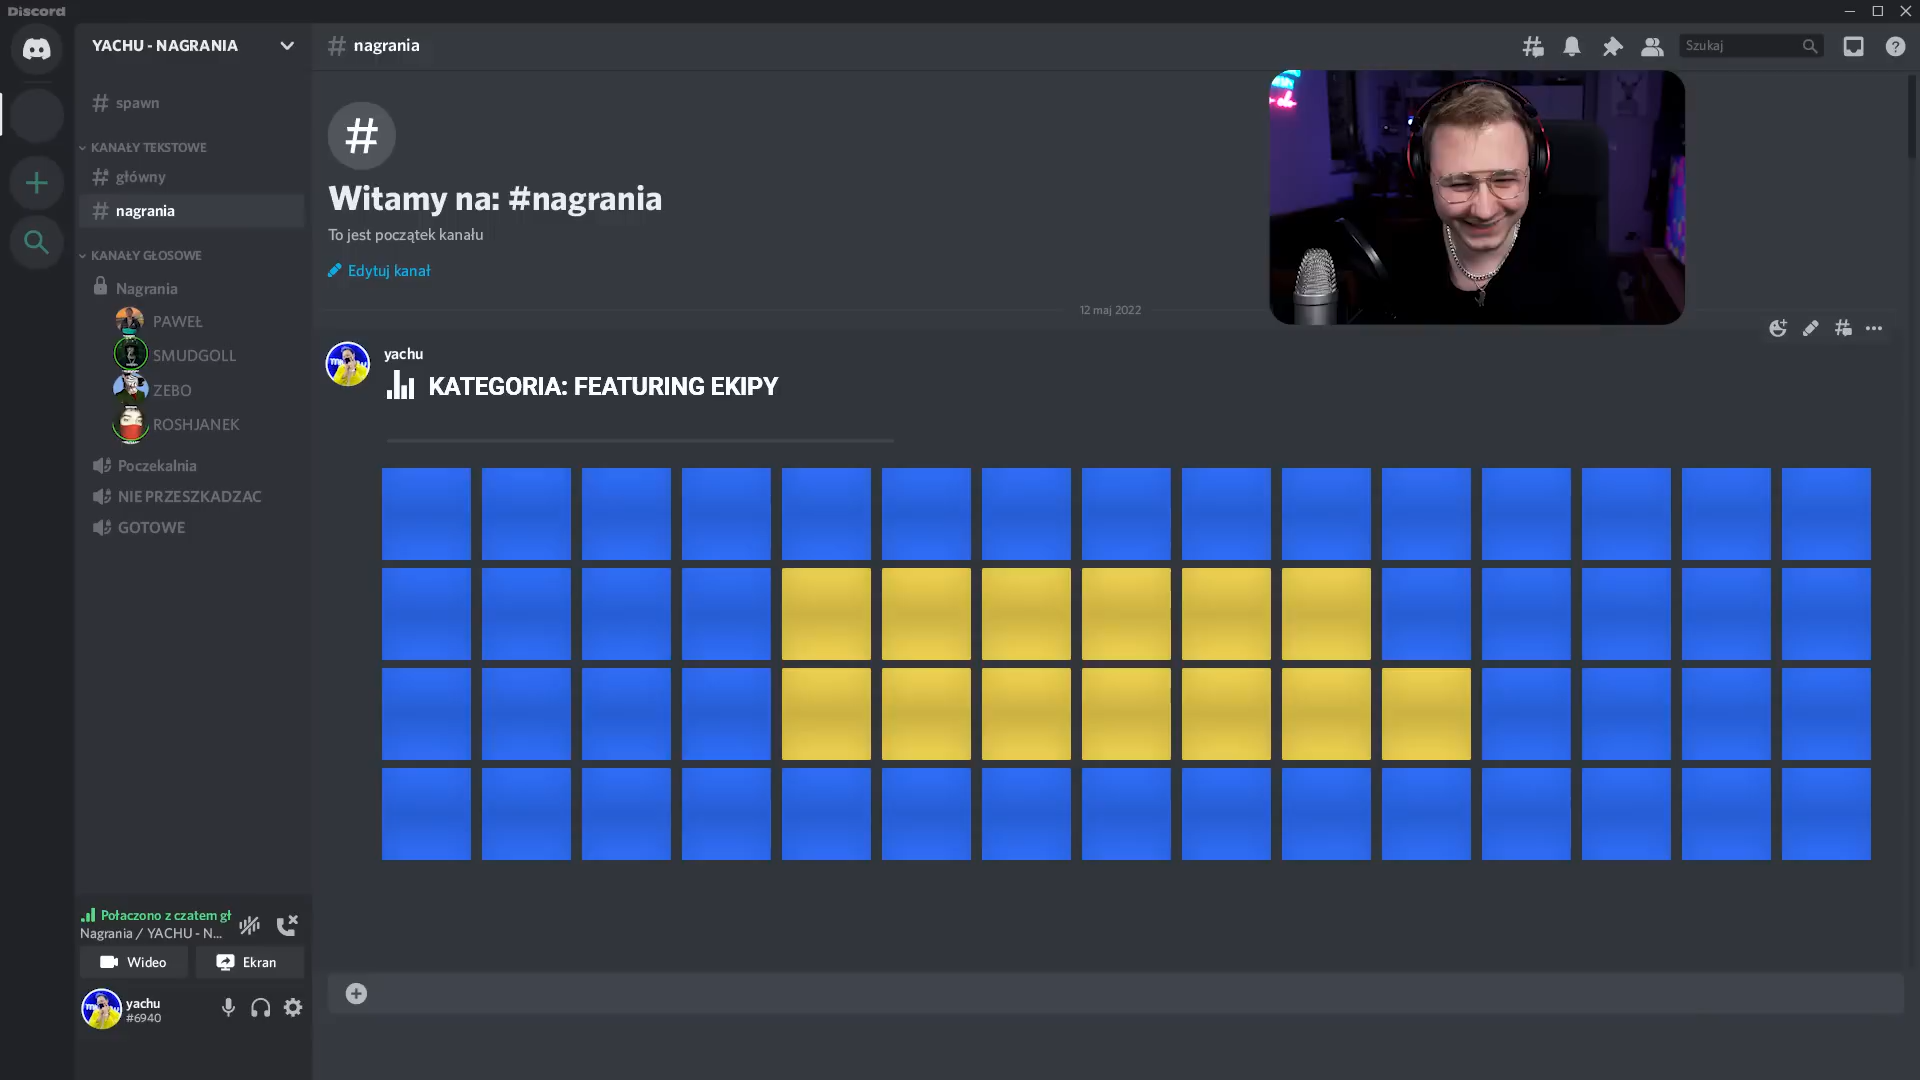 Discord
YACHU - NAGRANIA
nagrania
Szukaj
spawn
KANAŁY TEKSTOWE
główny
nagrania
KANAŁY GŁOSOWE
Nagrania
PAWEŁ
SMUDGOLL
ZEBO
ROSHJANEK
Poczekalnia
NIE PRZESZKADZAC
GOTOWE
Połączono z czatem gł
Nagrania / YACHU - N...
Wideo
Ekran
yachu
#6940
#
Witamy na: #nagrania
To jest początek kanału
Edytuj kanał
12 maj 2022
yachu
KATEGORIA: FEATURING EKIPY